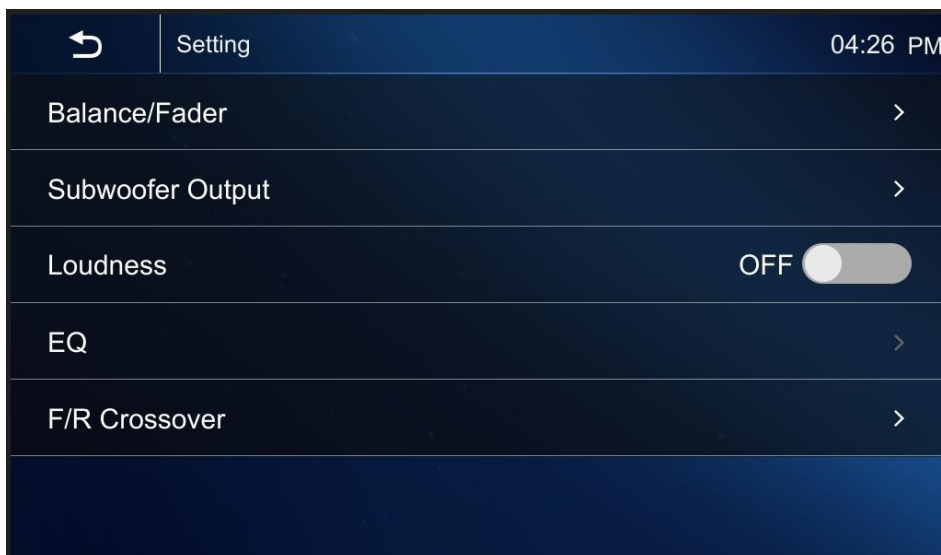 Setting 04:26 PM
Balance/Fader
Subwoofer Output
Loudness OFF
EQ
F/R Crossover